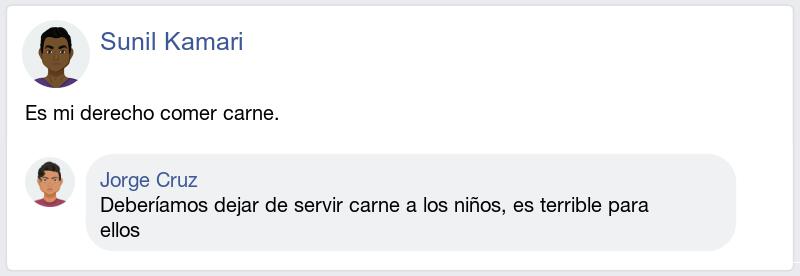 Sunil Kamari
Es mi derecho comer carne.
Jorge Cruz
Deberíamos dejar de servir carne a los niños, es terrible para
ellos